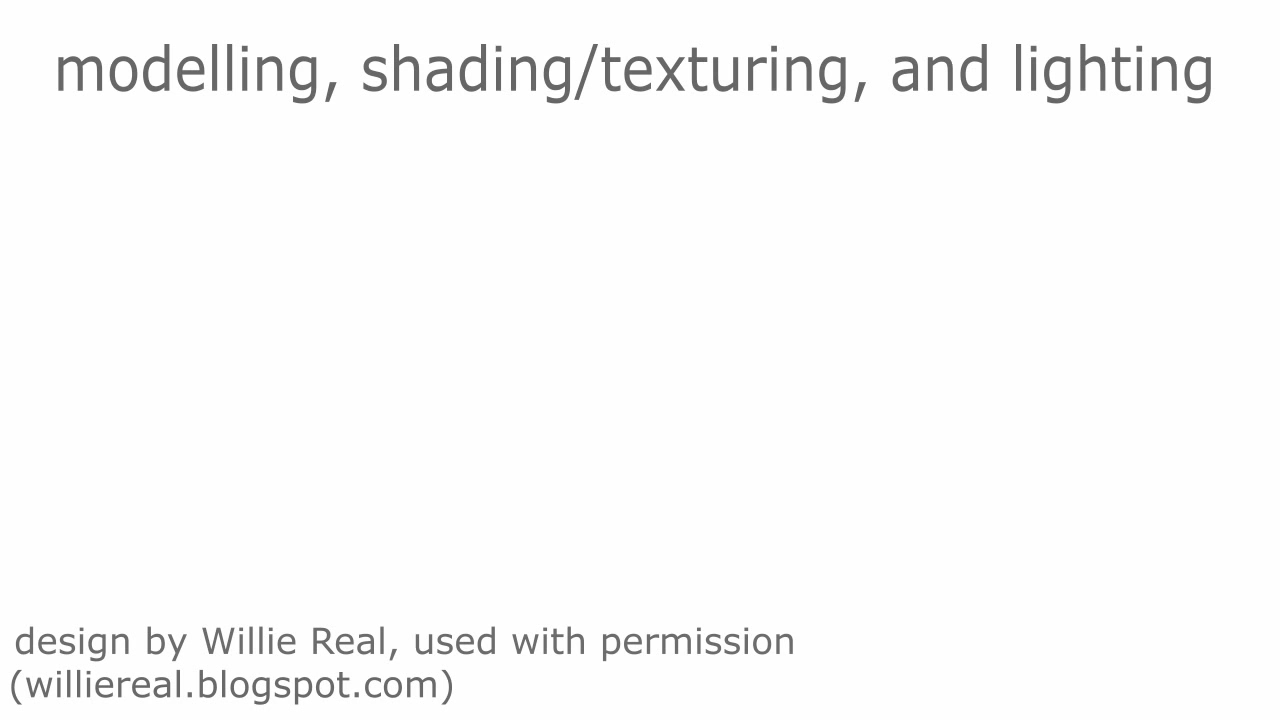 modelling, shading/texturing, and lighting
design by Willie Real, used with permission
(williereal.blogspot.com)